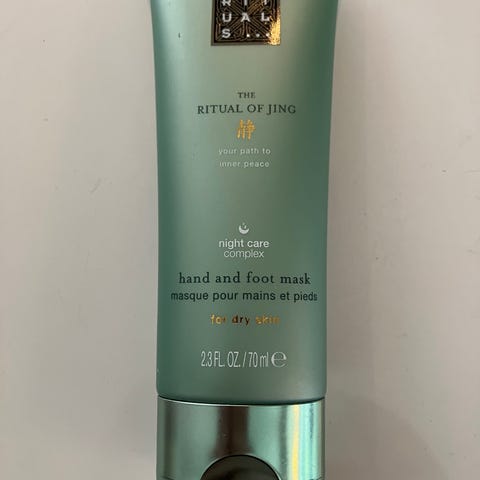 RITUALS...
THE
RITUAL OF JING
静
your path to
inner peace
night care
complex
hand and foot mask
masque pour mains et pieds
for dry skin
2.3 FL. OZ. / 70 ml ℮